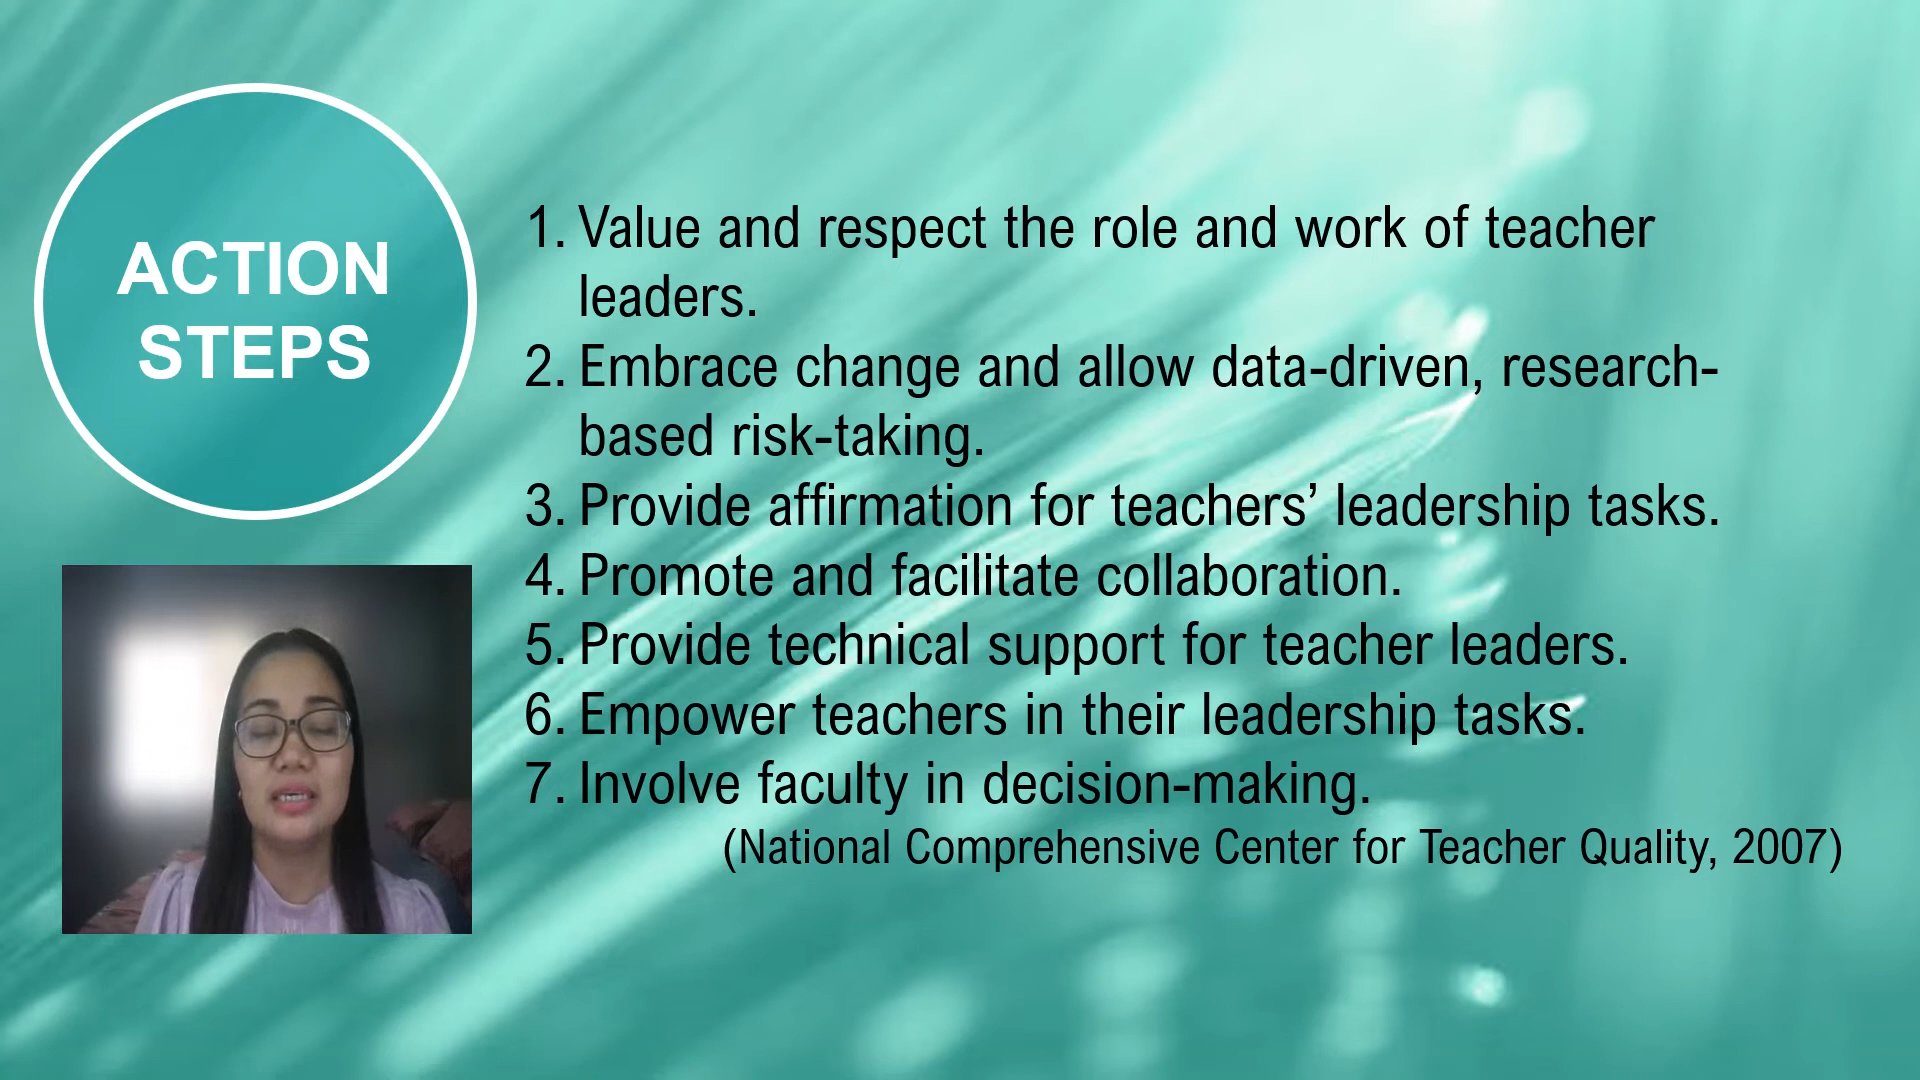 ACTION
STEPS
1. Value and respect the role and work of teacher
leaders.
2. Embrace change and allow data-driven, research-
based risk-taking.
3. Provide affirmation for teachers’ leadership tasks.
4. Promote and facilitate collaboration.
5. Provide technical support for teacher leaders.
6. Empower teachers in their leadership tasks.
7. Involve faculty in decision-making.
(National Comprehensive Center for Teacher Quality, 2007)